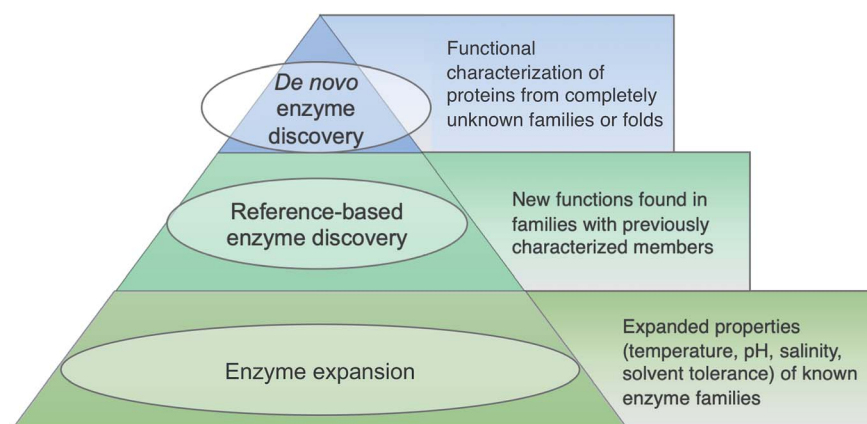 De novo
enzyme
discovery
Functional
characterization of
proteins from completely
unknown families or folds
Reference-based
enzyme discovery
New functions found in
families with previously
characterized members
Enzyme expansion
Expanded properties
(temperature, pH, salinity,
solvent tolerance) of known
enzyme families